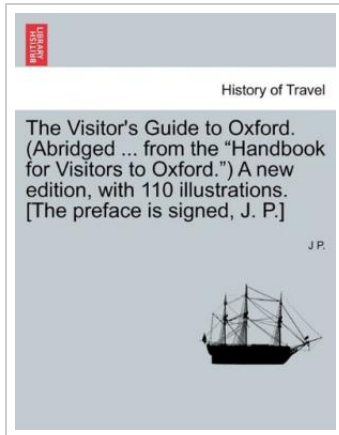 BRITISH
LIBRARY
History of Travel
The Visitor's Guide to Oxford.
(Abridged ... from the “Handbook
for Visitors to Oxford.”) A new
edition, with 110 illustrations.
[The preface is signed, J. P.]
J P.